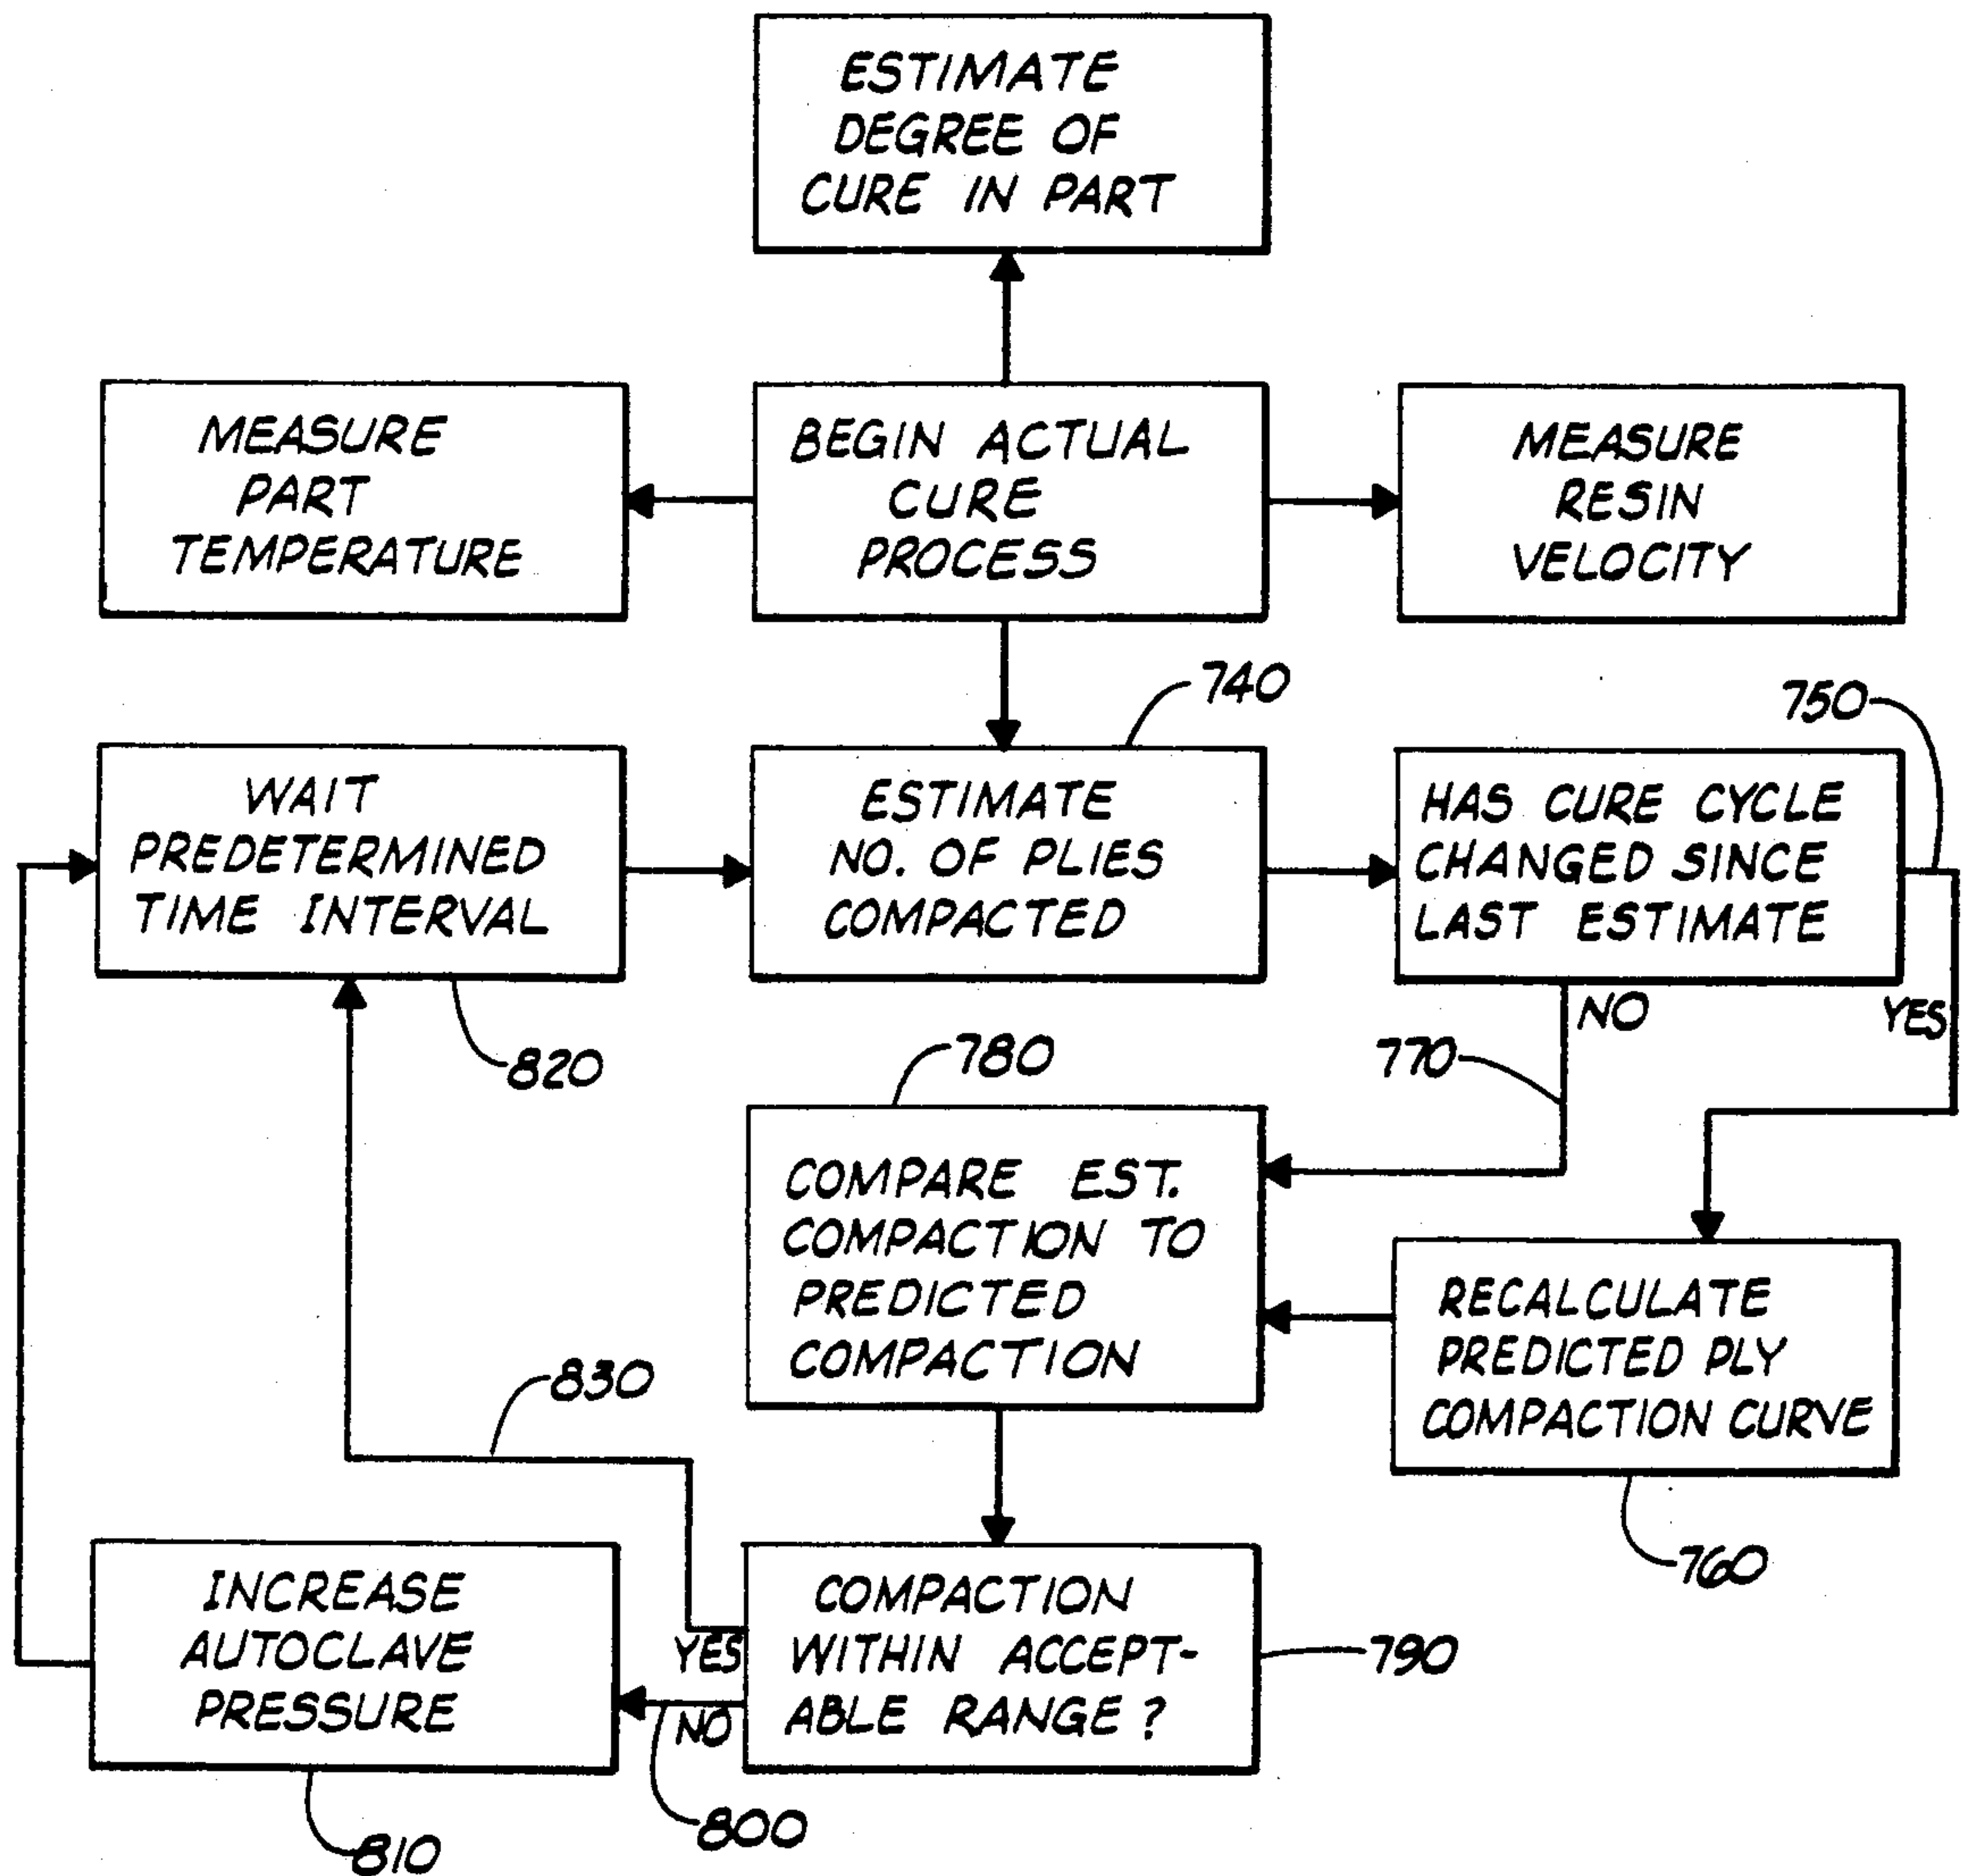 ESTIMATE
DEGREE OF
CURE IN PART
MEASURE
PART
TEMPERATURE
BEGIN ACTUAL
CURE
PROCESS
MEASURE
RESIN
VELOCITY
740
750
WAIT
PREDETERMINED
TIME INTERVAL
ESTIMATE
NO. OF PLIES
COMPACTED
HAS CURE CYCLE
CHANGED SINCE
LAST ESTIMATE
NO
YES
820
780
770
COMPARE EST.
COMPACTION TO
PREDICTED
COMPACTION
RECALCULATE
PREDICTED PLY
COMPACTION CURVE
830
760
INCREASE
AUTOCLAVE
PRESSURE
YES
NO
COMPACTION
WITHIN ACCEPT-
ABLE RANGE?
790
800
810